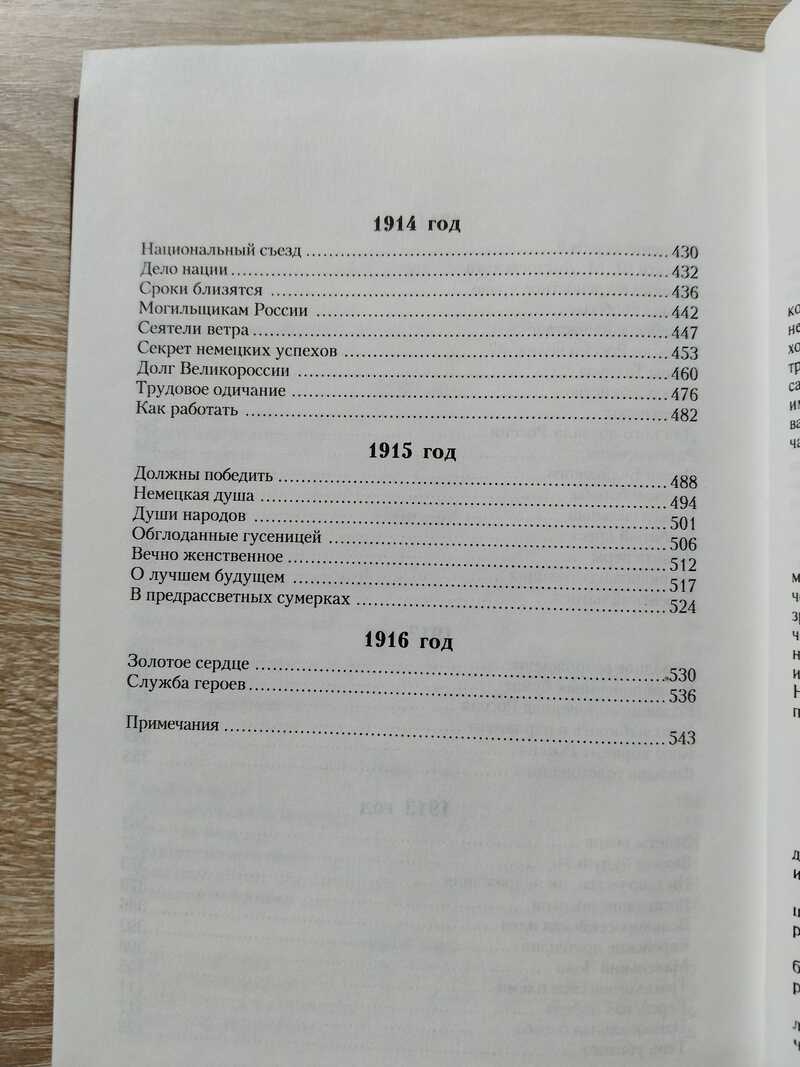 1914 год
Национальный съезд ........ 430
Дело нации ........ 432
Сроки близятся ........ 436
Могильщикам России ........ 442
Сеятели ветра ........ 447
Секрет немецких успехов ........ 453
Долг Великороссии ........ 460
Трудовое одичание ........ 476
Как работать ........ 482
1915 год
Должны победить ........ 488
Немецкая душа ........ 494
Души народов ........ 501
Обглоданные гусеницей ........ 506
Вечно женственное ........ 512
О лучшем будущем ........ 517
В предрассветных сумерках ........ 524
1916 год
Золотое сердце ........ 530
Служба героев ........ 536
Примечания ........ 543